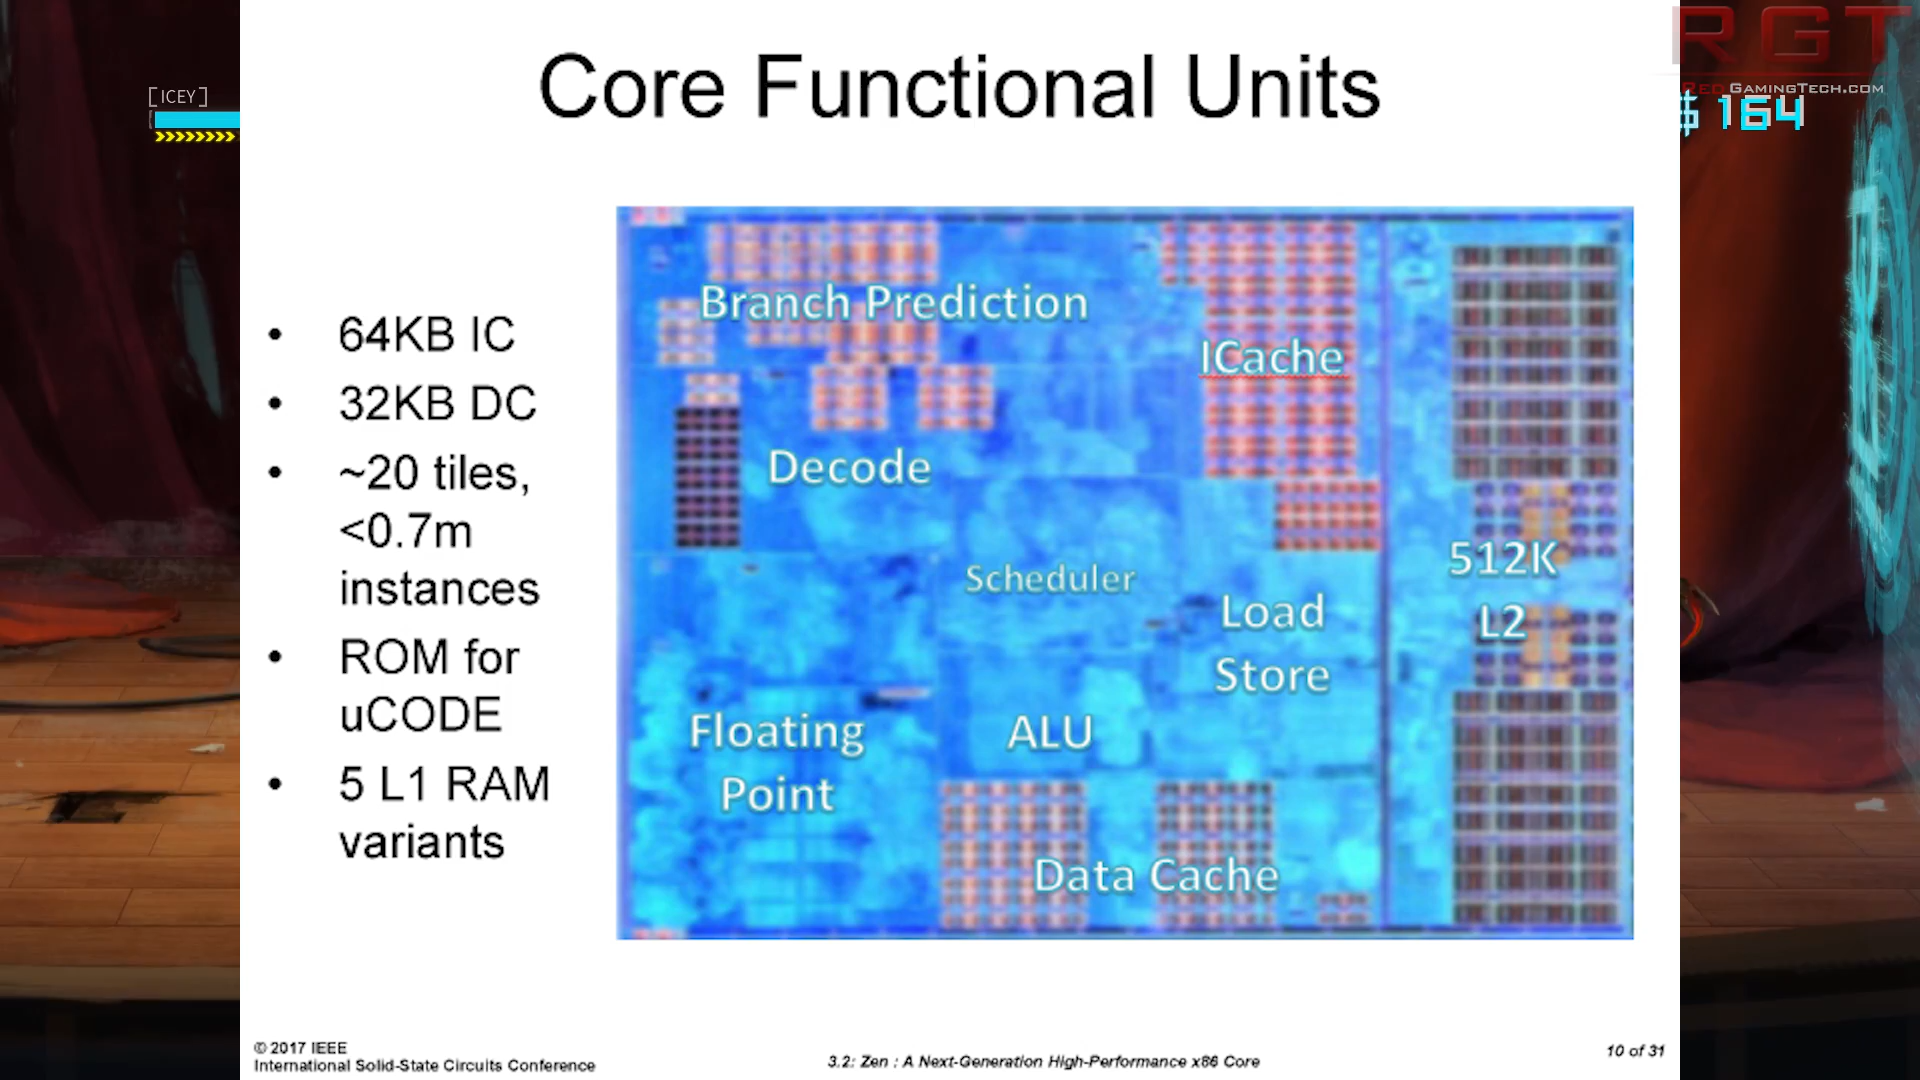 Core Functional Units
RGT
RED GAMINGTECH.COM
[ICEY]
$ 164
• 64KB IC
• 32KB DC
• ~20 tiles,
<0.7m
instances
• ROM for
uCODE
• 5 L1 RAM
variants
Branch Prediction
ICache
Decode
Scheduler
Load
Store
512K
L2
Floating
Point
ALU
Data Cache
© 2017 IEEE
International Solid-State Circuits Conference
3.2: Zen : A Next-Generation High-Performance x86 Core
10 of 31